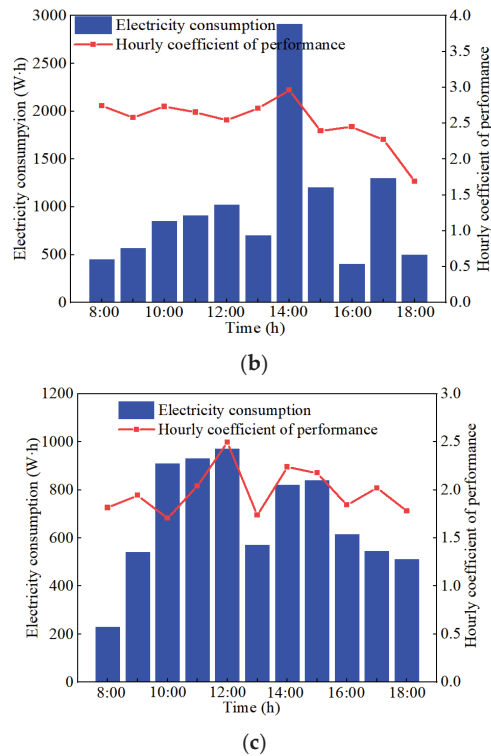 Electricity consumption
Hourly coefficient of performance
3000
2500
2000
1500
1000
500
0
Electricity consumpyion (W·h)
4.0
3.5
3.0
2.5
2.0
1.5
1.0
0.5
0.0
Hourly coefficient of performance
8:00 10:00 12:00 14:00 16:00 18:00
Time (h)
(b)
Electricity consumption
Hourly coefficient of performance
1200
1000
800
600
400
200
0
Electricity consumption (W·h)
3.0
2.5
2.0
1.5
1.0
0.5
0.0
Hourly coefficient of performance
8:00 10:00 12:00 14:00 16:00 18:00
Time (h)
(c)